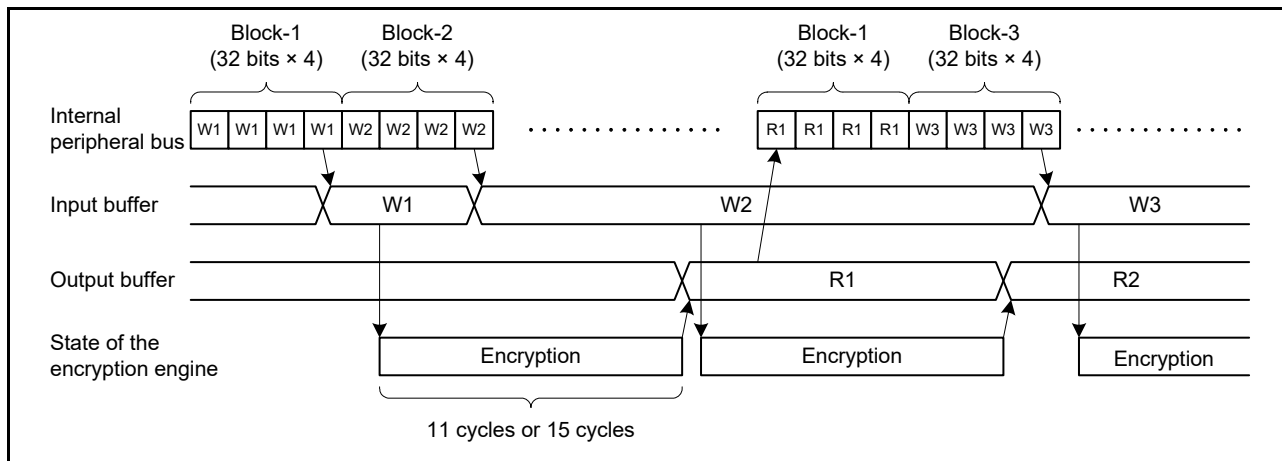 Block-1
(32 bits × 4)
Block-2
(32 bits × 4)
Block-1
(32 bits × 4)
Block-3
(32 bits × 4)
Internal
peripheral bus
W1 W1 W1 W1 W2 W2 W2 W2 R1 R1 R1 R1 W3 W3 W3 W3
Input buffer
W1 W2 W3
Output buffer
R1 R2
State of the
encryption engine
Encryption Encryption Encryption
11 cycles or 15 cycles